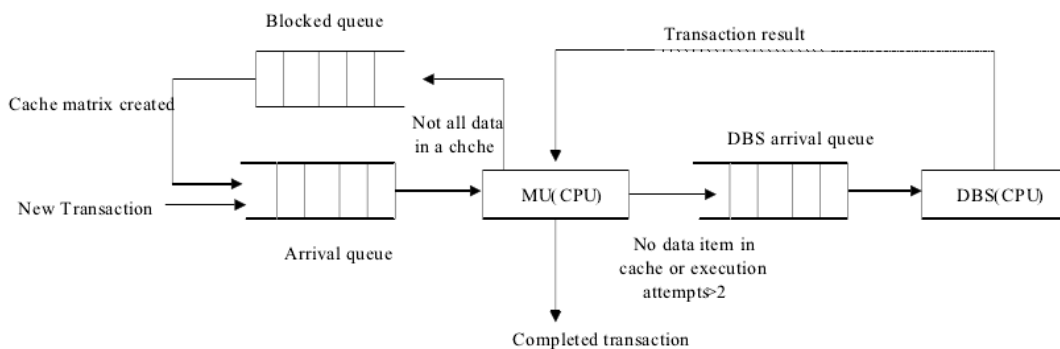 Blocked queue
Transaction result
Cache matrix created
Not all data
in a chche
DBS arrival queue
New Transaction
MU(CPU)
DBS(CPU)
Arrival queue
No data item in
cache or execution
attempts>2
Completed transaction